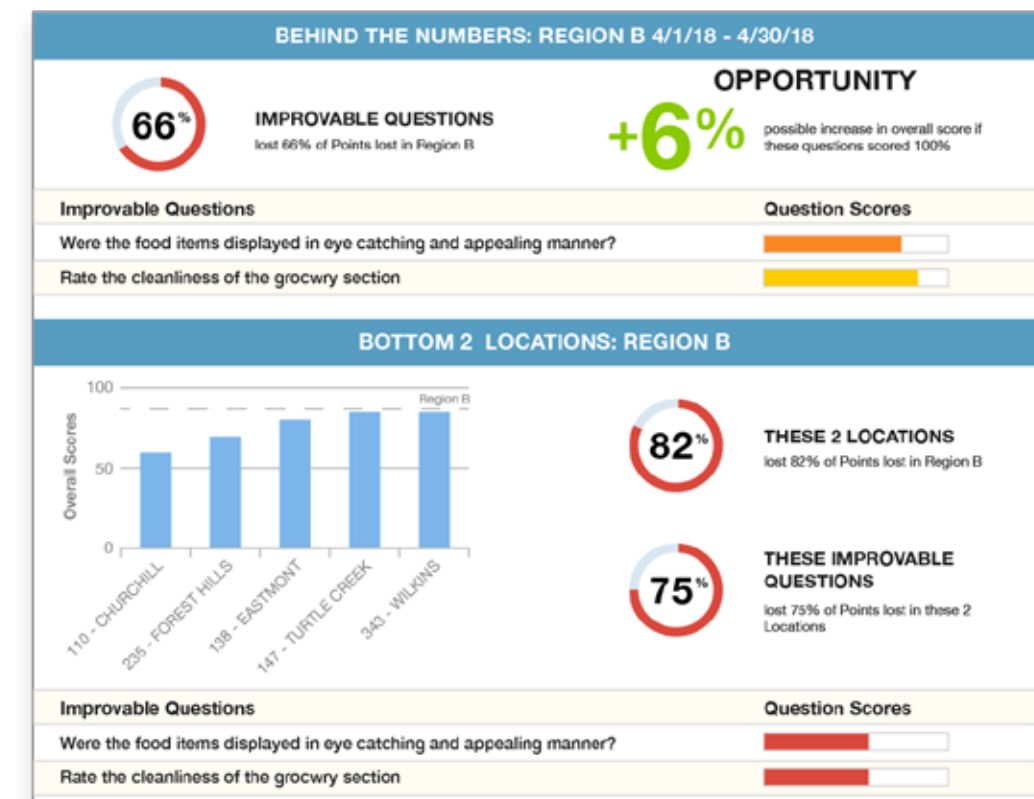 BEHIND THE NUMBERS: REGION B 4/1/18 - 4/30/18
66%
IMPROVABLE QUESTIONS
lost 66% of Points lost in Region B
OPPORTUNITY
+6%
possible increase in overall score if
these questions scored 100%
Improvable Questions Question Scores
Were the food items displayed in eye catching and appealing manner?
Rate the cleanliness of the grocwry section
BOTTOM 2 LOCATIONS: REGION B
100
Region B
50
0
Overall Scores
110 - CHURCHILL
235 - FOREST HILLS
138 - EASTMONT
147 - TURTLE CREEK
343 - WILKINS
82%
THESE 2 LOCATIONS
lost 82% of Points lost in Region B
75%
THESE IMPROVABLE
QUESTIONS
lost 75% of Points lost in these 2
Locations
Improvable Questions Question Scores
Were the food items displayed in eye catching and appealing manner?
Rate the cleanliness of the grocwry section